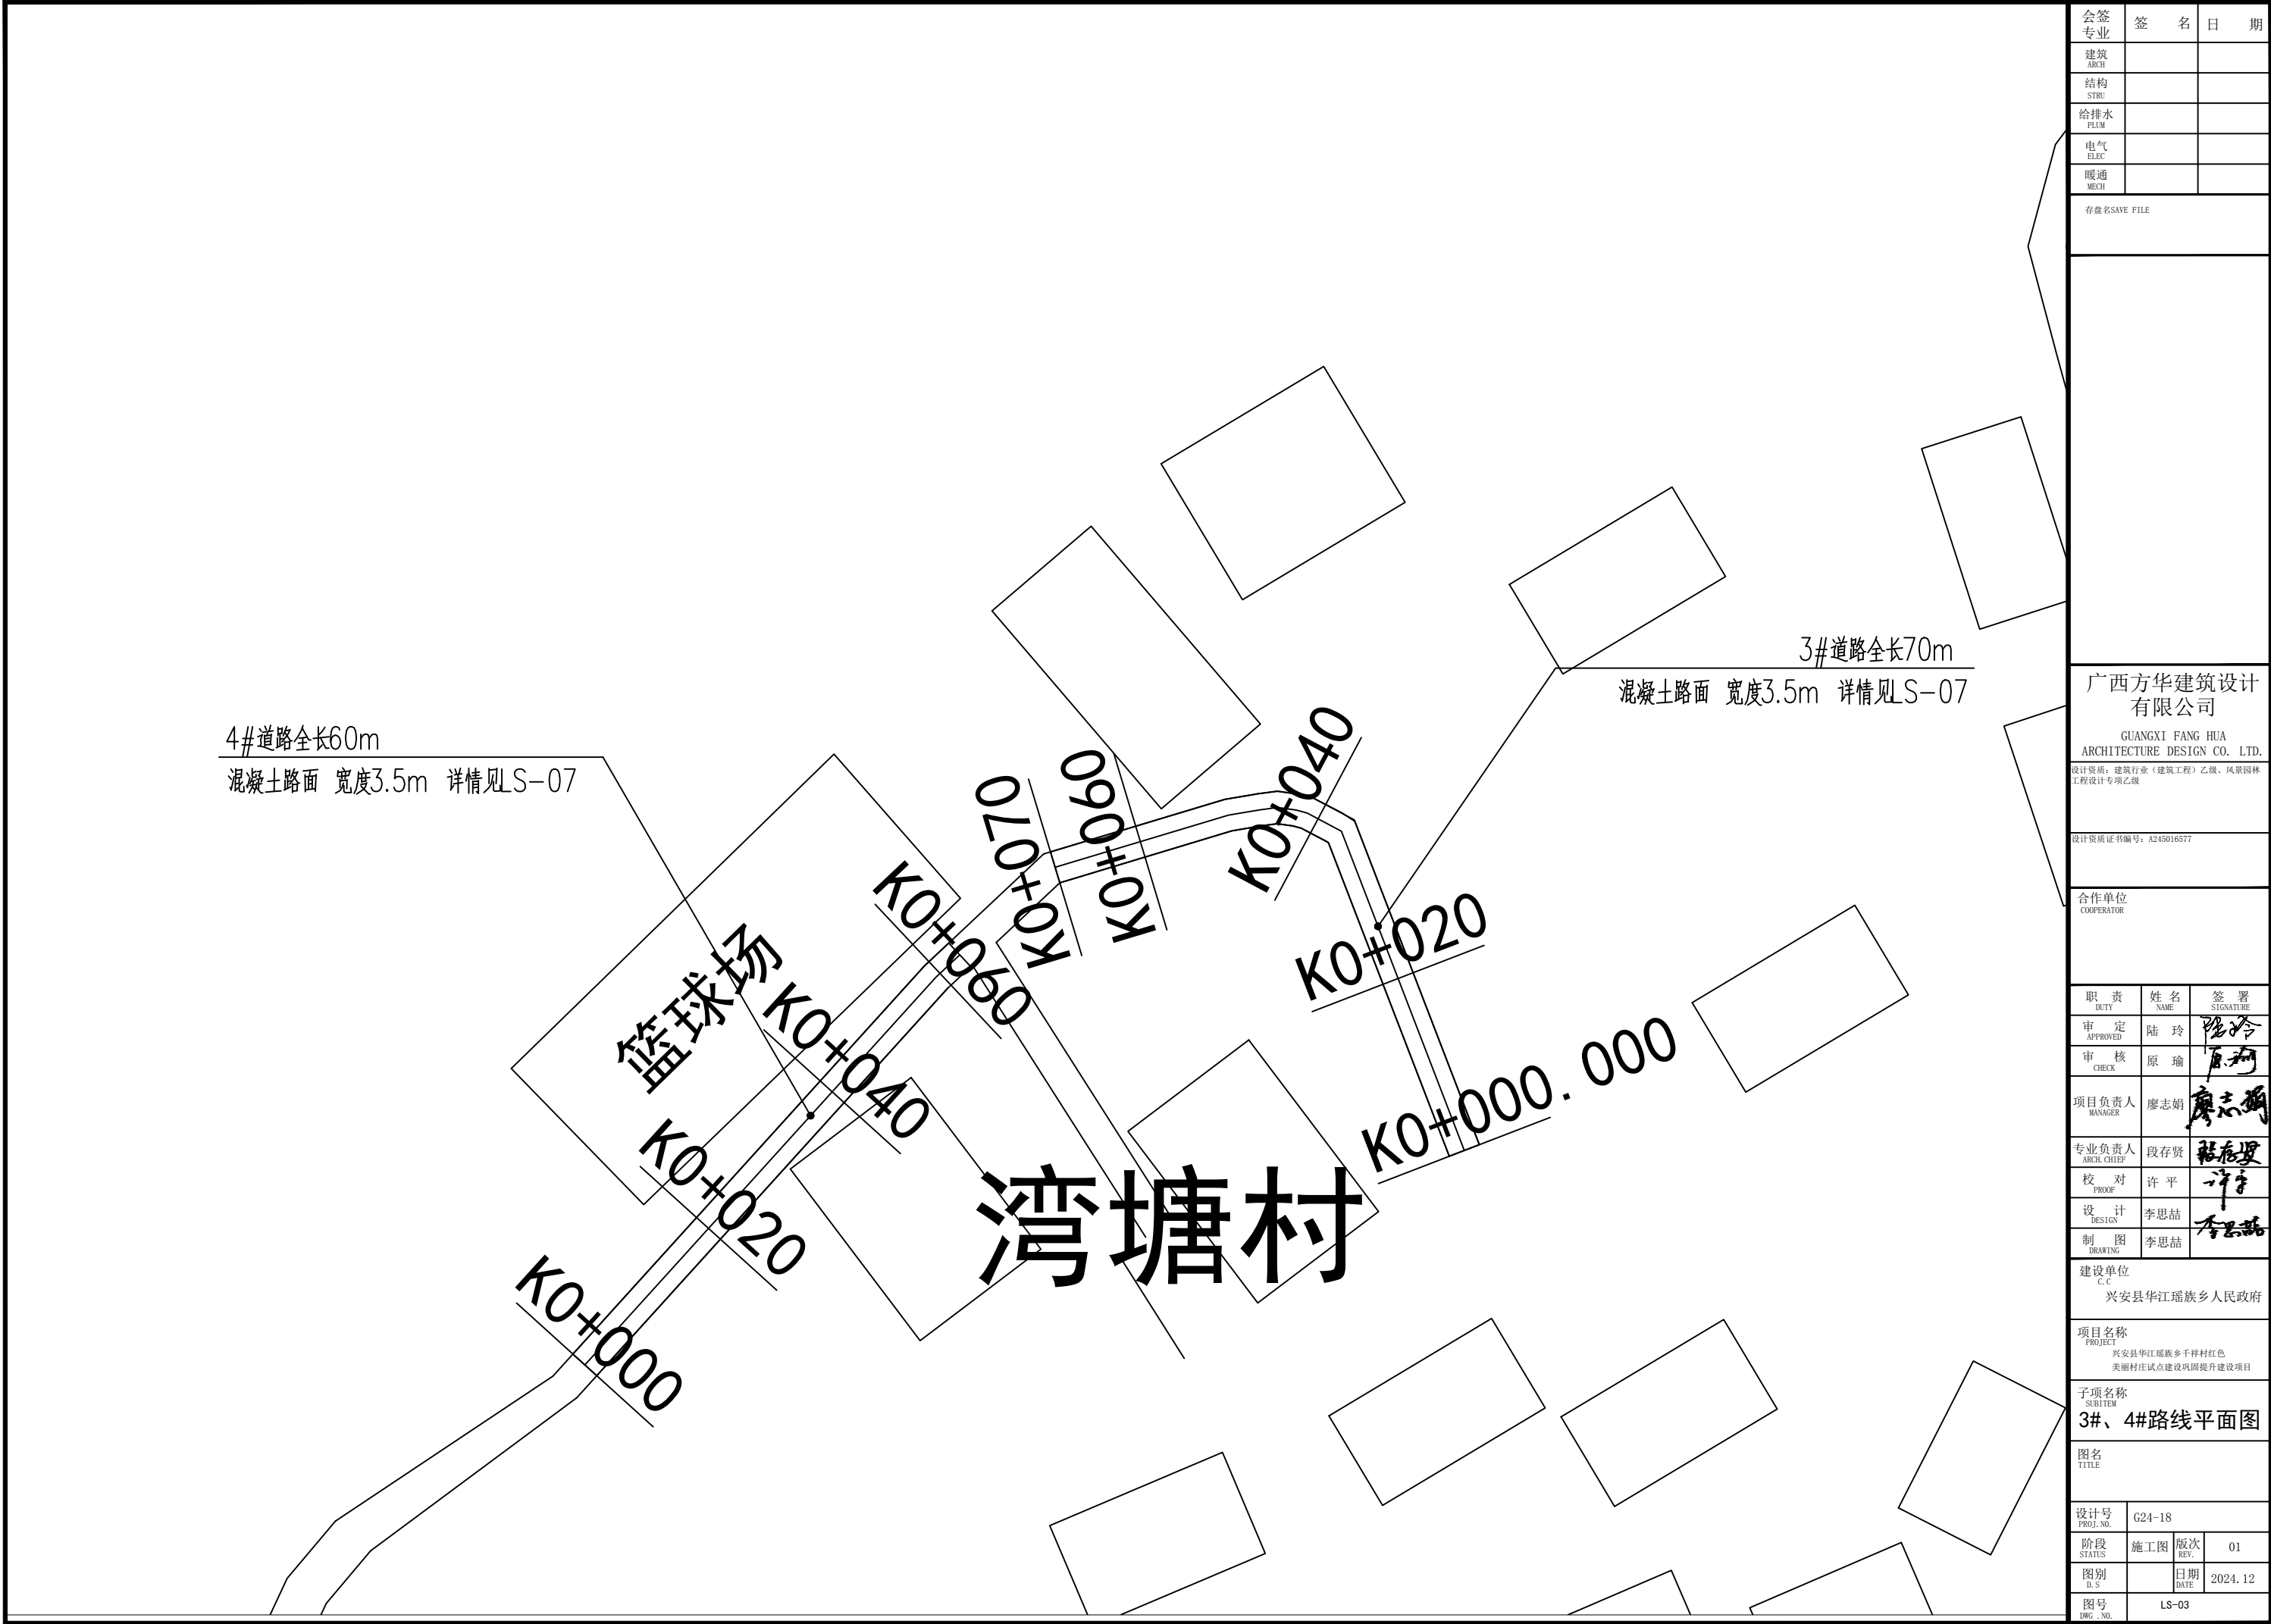 3#道路全长70m
混凝土路面 宽度3.5m 详情见LS-07
4#道路全长60m
混凝土路面 宽度3.5m 详情见LS-07
K0+040
K0+060
K0+070
K0+060
K0+020
篮球场
K0+040
K0+000.000
K0+020
湾塘村
K0+000
会签专业 签 名 日 期
建筑
ARCH
结构
STRU
给排水
PLUM
电气
ELEC
暖通
MECH
存盘名SAVE FILE
广西方华建筑设计
有限公司
GUANGXI FANG HUA
ARCHITECTURE DESIGN CO. LTD.
设计资质：建筑行业（建筑工程）乙级、风景园林
工程设计专项乙级
设计资质证书编号：A245016577
合作单位
COOPERATOR
职 责 姓 名 签 署
DUTY NAME SIGNATURE
审 定 陆 玲
APPROVED
审 核 原 瑜
CHECK
项目负责人 廖志娟 廖志娟
MANAGER
专业负责人 段存贤 段存贤
ARCH.CHIEF
校 对 许 平 许平
PROOF
设 计 李思喆 李思喆
DESIGN
制 图 李思喆
DRAWING
建设单位
C.C
兴安县华江瑶族乡人民政府
项目名称
PROJECT
兴安县华江瑶族乡千祥村红色
美丽村庄试点建设巩固提升建设项目
子项名称
SUBITEM
3#、4#路线平面图
图名
TITLE
设计号 G24-18
PROJ.NO.
阶段 施工图 版次 01
STATUS REV.
图别 日期 2024.12
D.S DATE
图号 LS-03
DWG .NO.